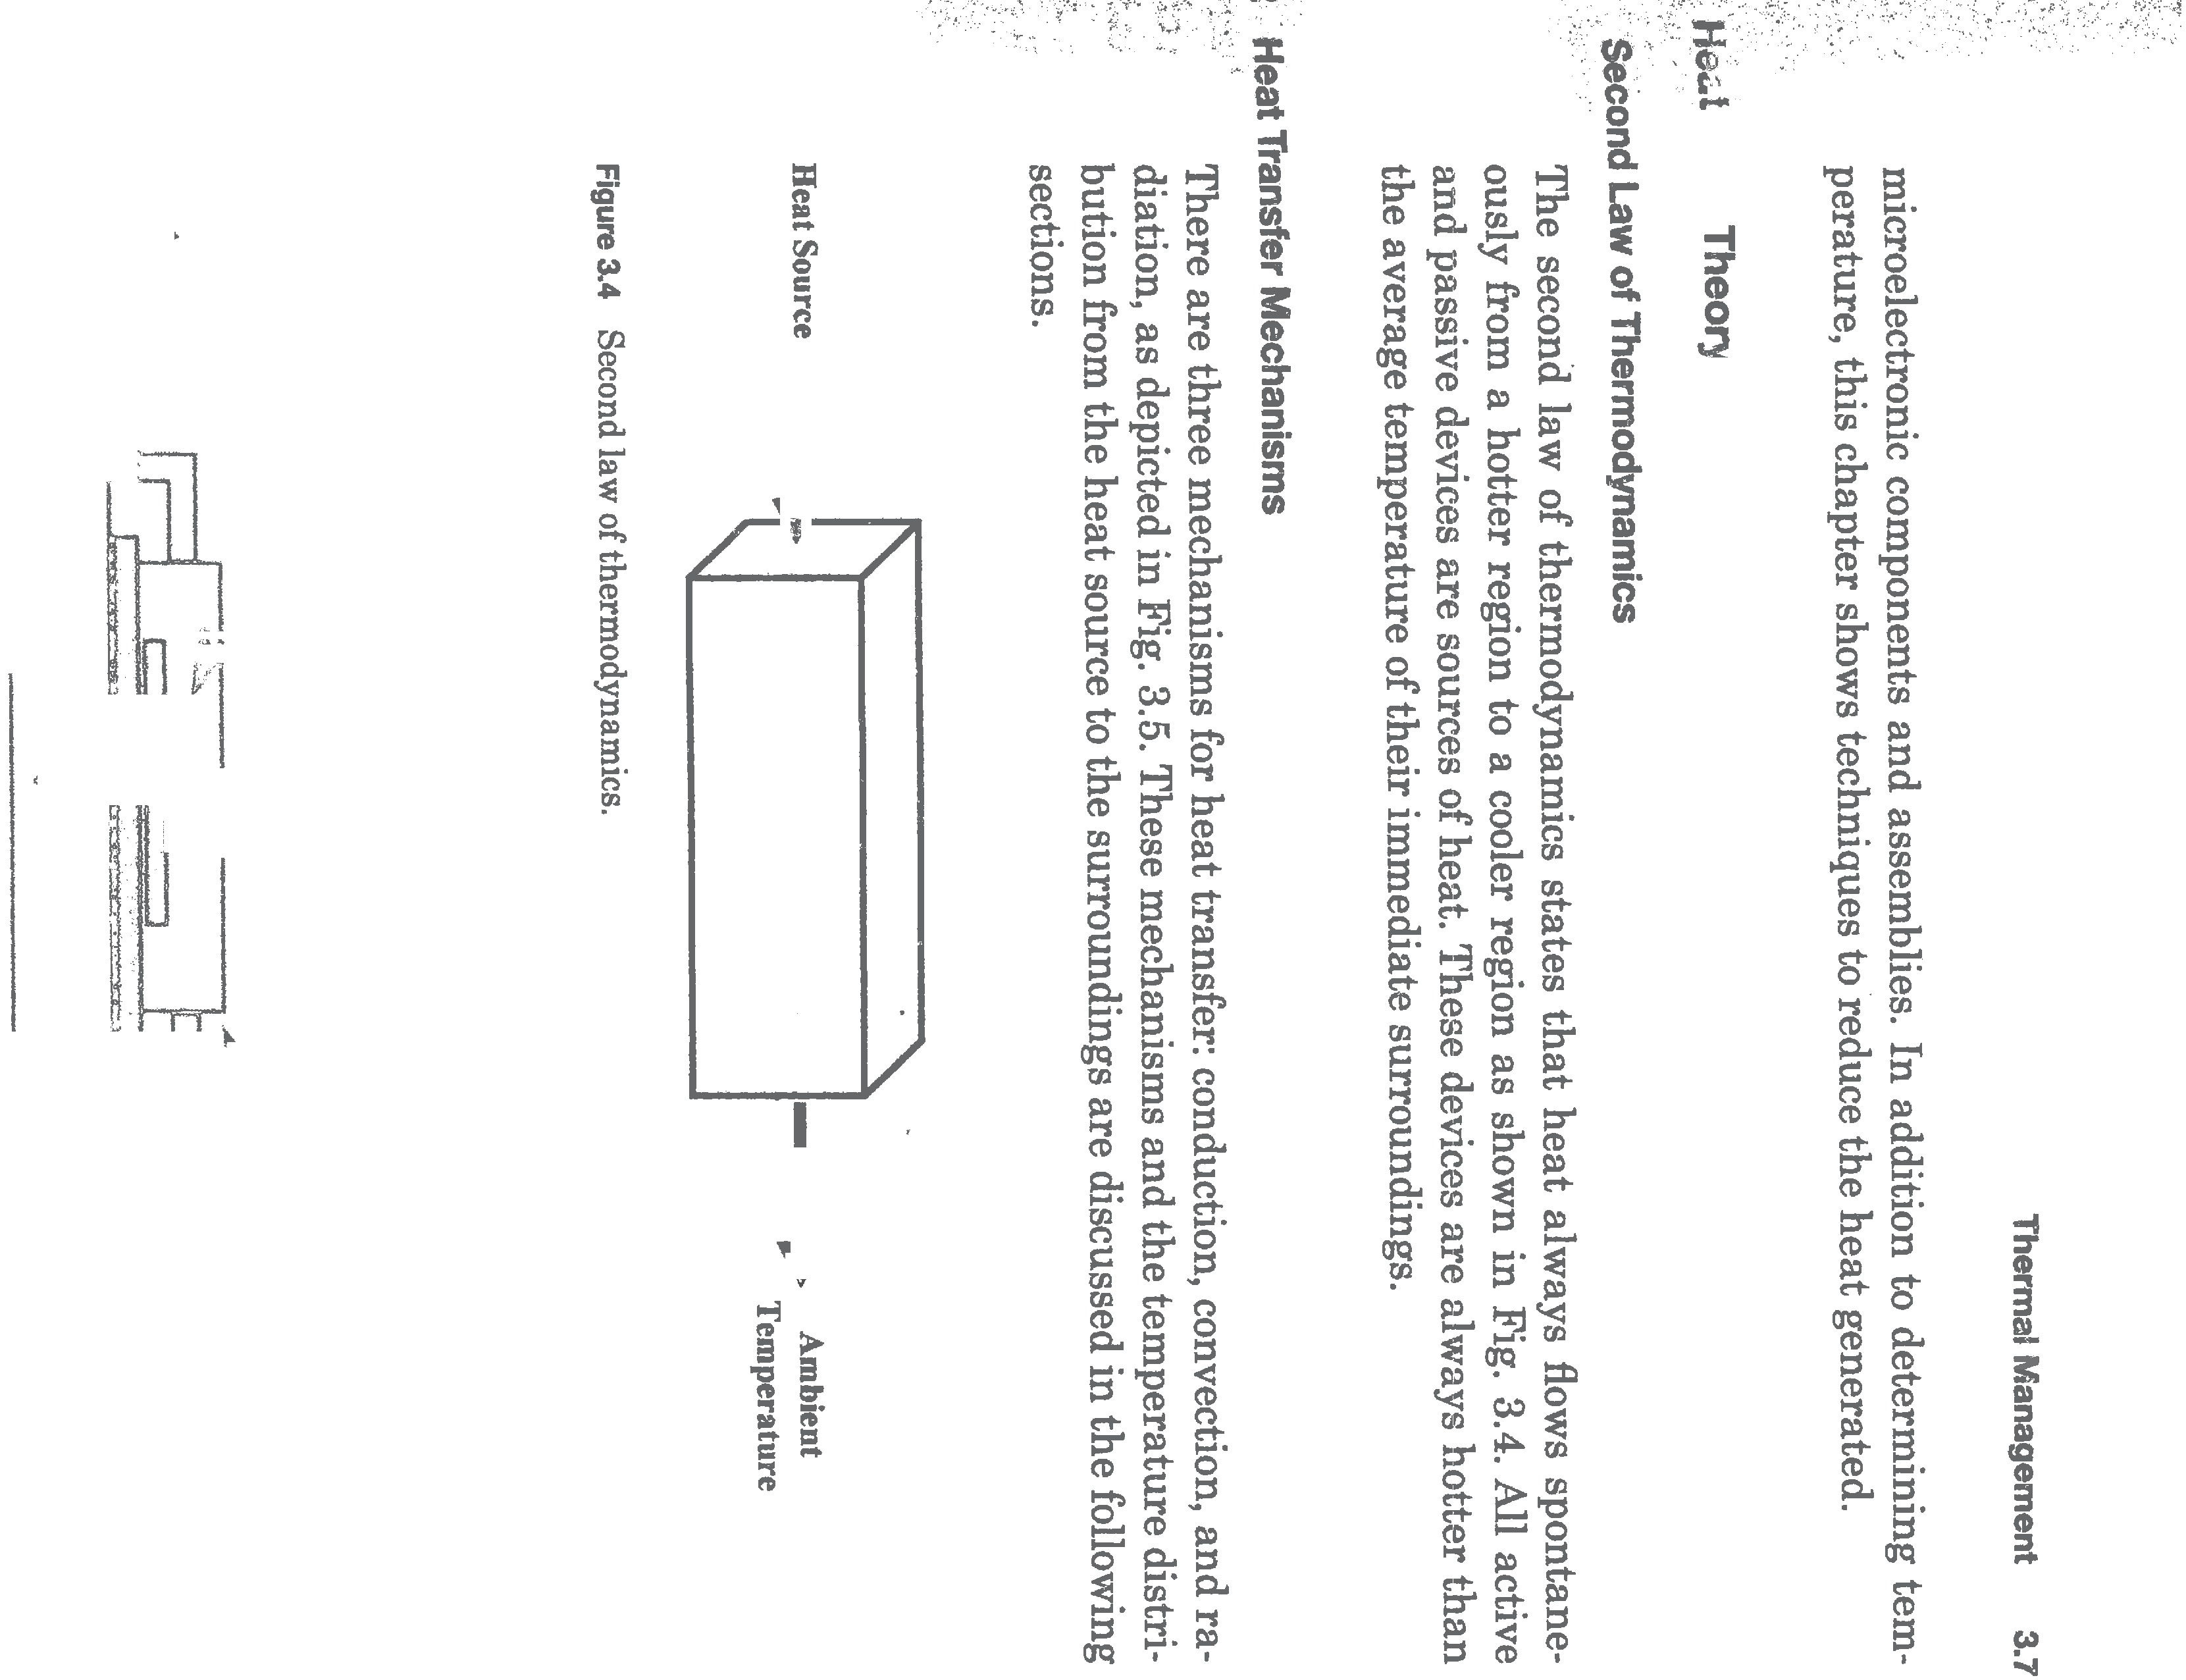 Thermal Management 3.7
microelectronic components and assemblies. In addition to determining tem-
perature, this chapter shows techniques to reduce the heat generated.
Heat Theory
Second Law of Thermodynamics
The second law of thermodynamics states that heat always flows spontane-
ously from a hotter region to a cooler region as shown in Fig. 3.4. All active
and passive devices are sources of heat. These devices are always hotter than
the average temperature of their immediate surroundings.
Heat Transfer Mechanisms
There are three mechanisms for heat transfer: conduction, convection, and ra-
diation, as depicted in Fig. 3.5. These mechanisms and the temperature distri-
bution from the heat source to the surroundings are discussed in the following
sections.
Heat Source
Ambient
Temperature
Figure 3.4 Second law of thermodynamics.